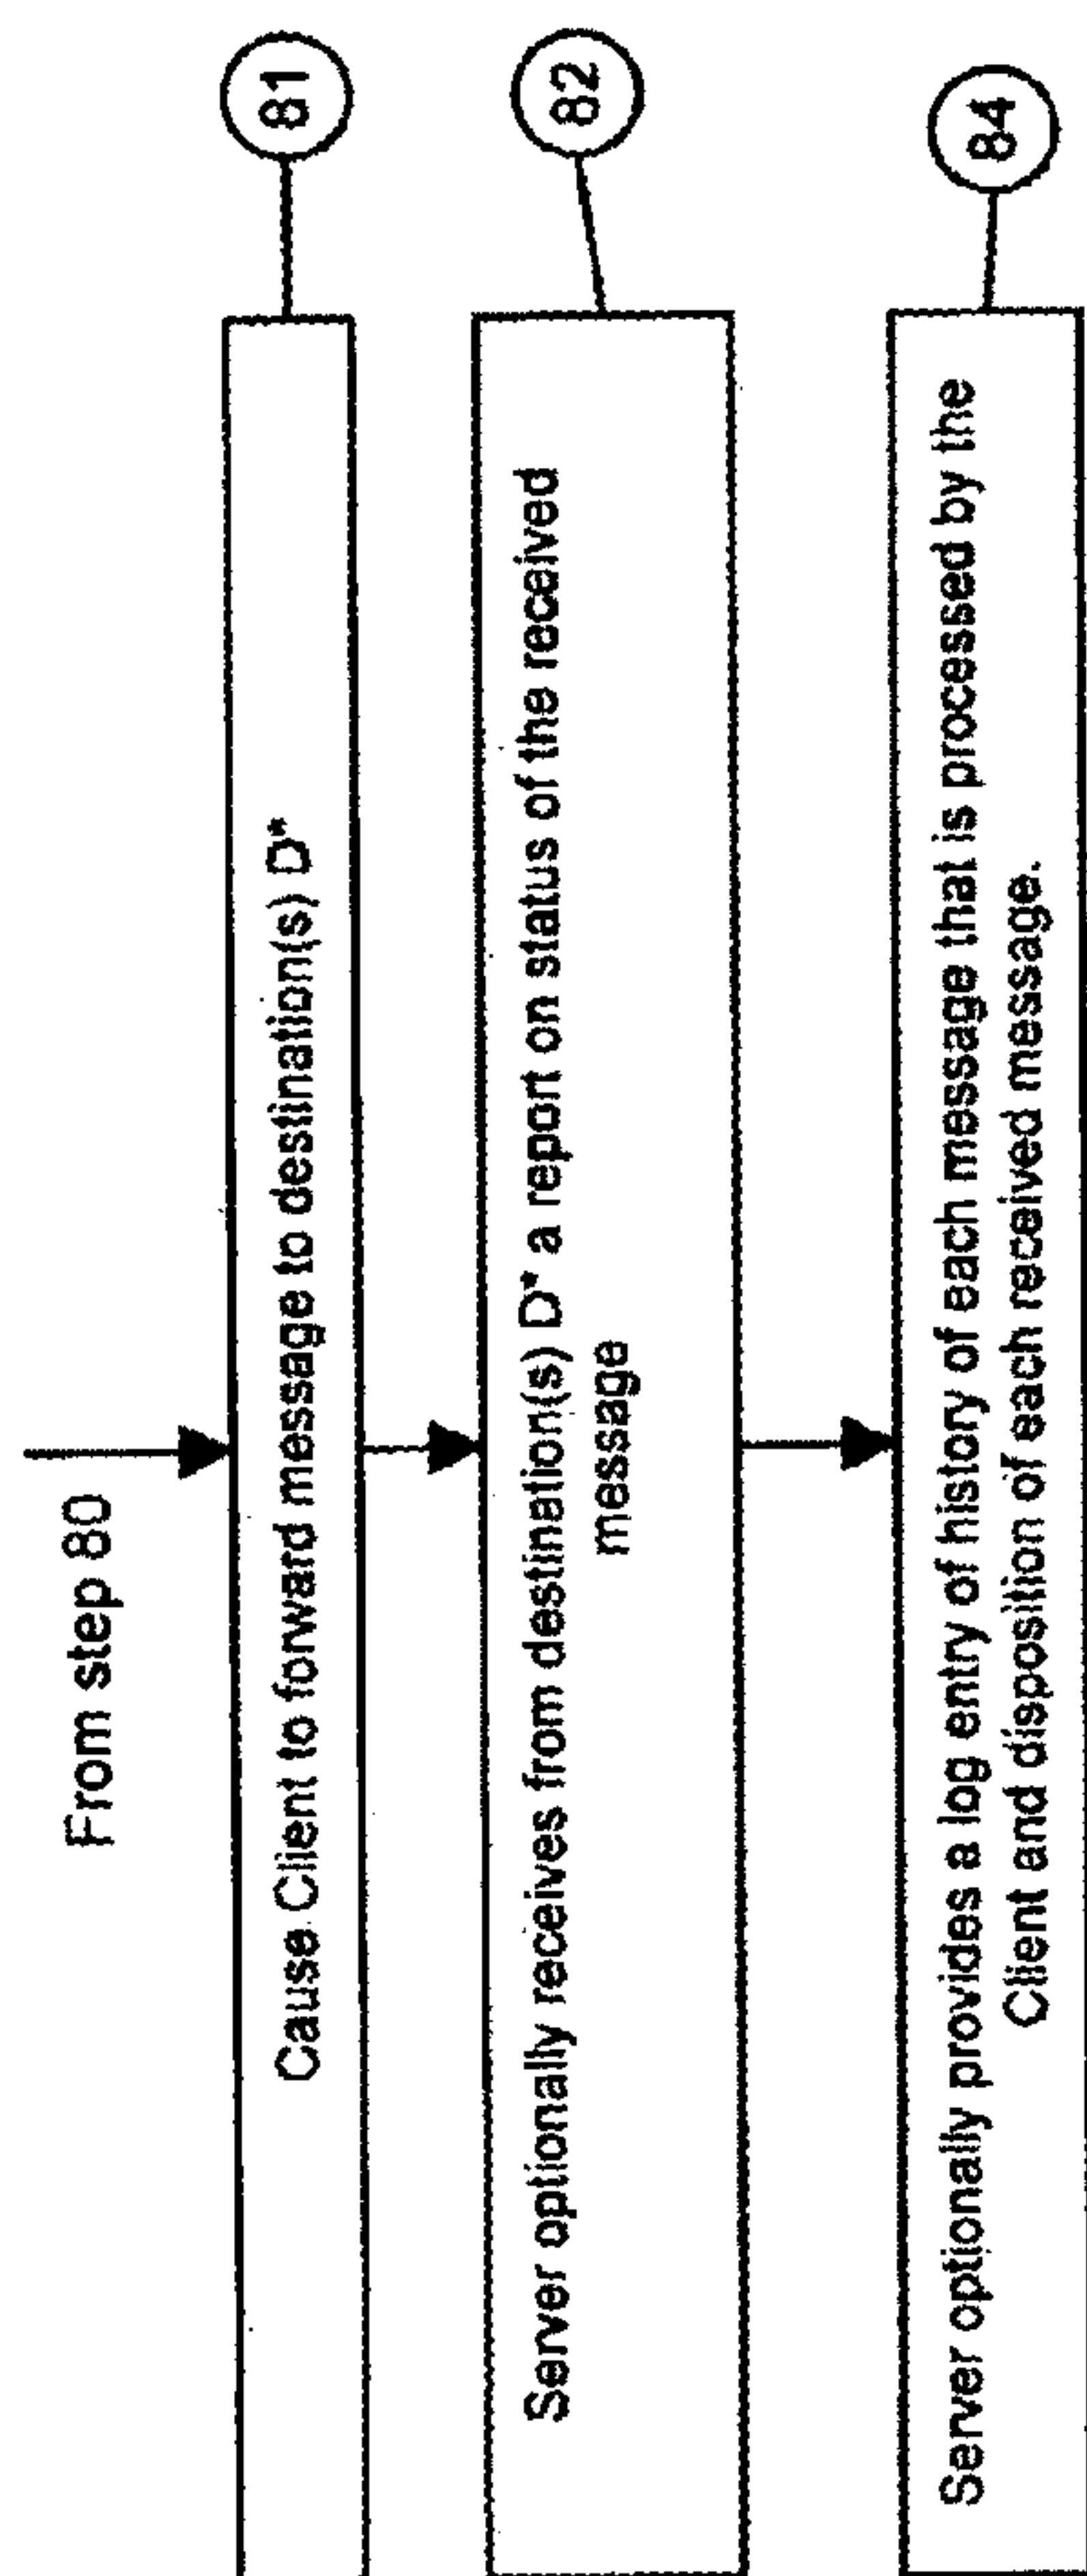 From step 80
Cause Client to forward message to destination(s) D*
81
Server optionally receives from destination(s) D* a report on status of the received
message
82
Server optionally provides a log entry of history of each message that is processed by the
Client and disposition of each received message.
84